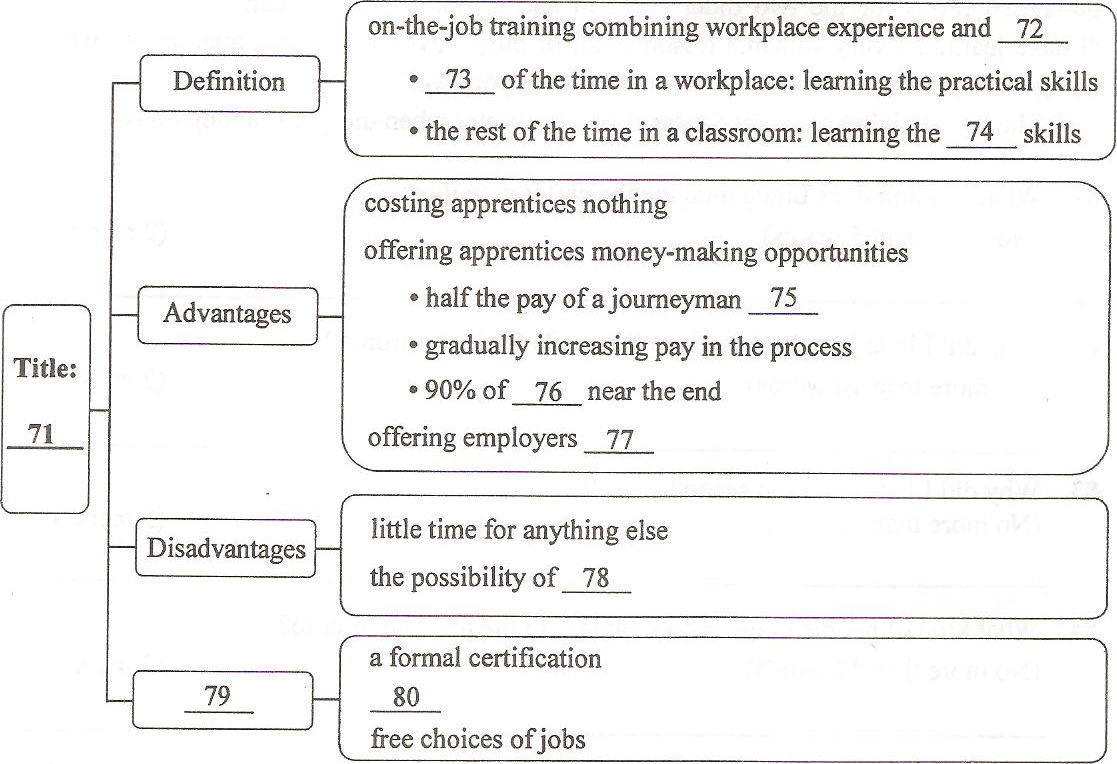 Title:
71
Definition
on-the-job training combining workplace experience and 72
• 73 of the time in a workplace: learning the practical skills
• the rest of the time in a classroom: learning the 74 skills
Advantages
costing apprentices nothing
offering apprentices money-making opportunities
• half the pay of a journeyman 75
• gradually increasing pay in the process
• 90% of 76 near the end
offering employers 77
Disadvantages
little time for anything else
the possibility of 78
79
a formal certification
80
free choices of jobs